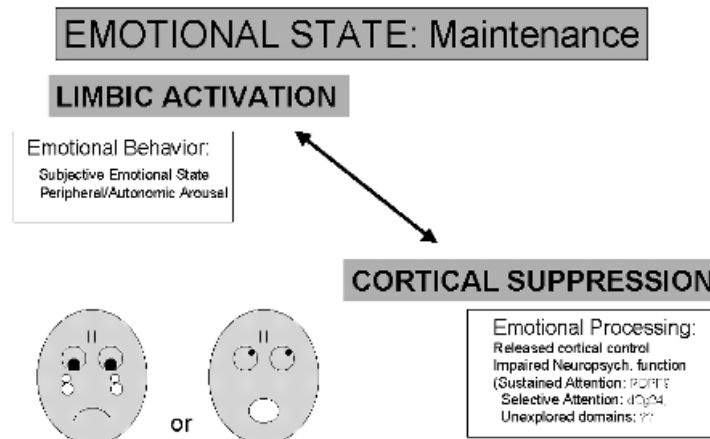 EMOTIONAL STATE: Maintenance
LIMBIC ACTIVATION
Emotional Behavior:
Subjective Emotional State
Peripheral/Autonomic Arousal
CORTICAL SUPPRESSION
Emotional Processing:
Released cortical control
Impaired Neuropsych. function
(Sustained Attention:
Selective Attention:
Unexplored domains: ??
or